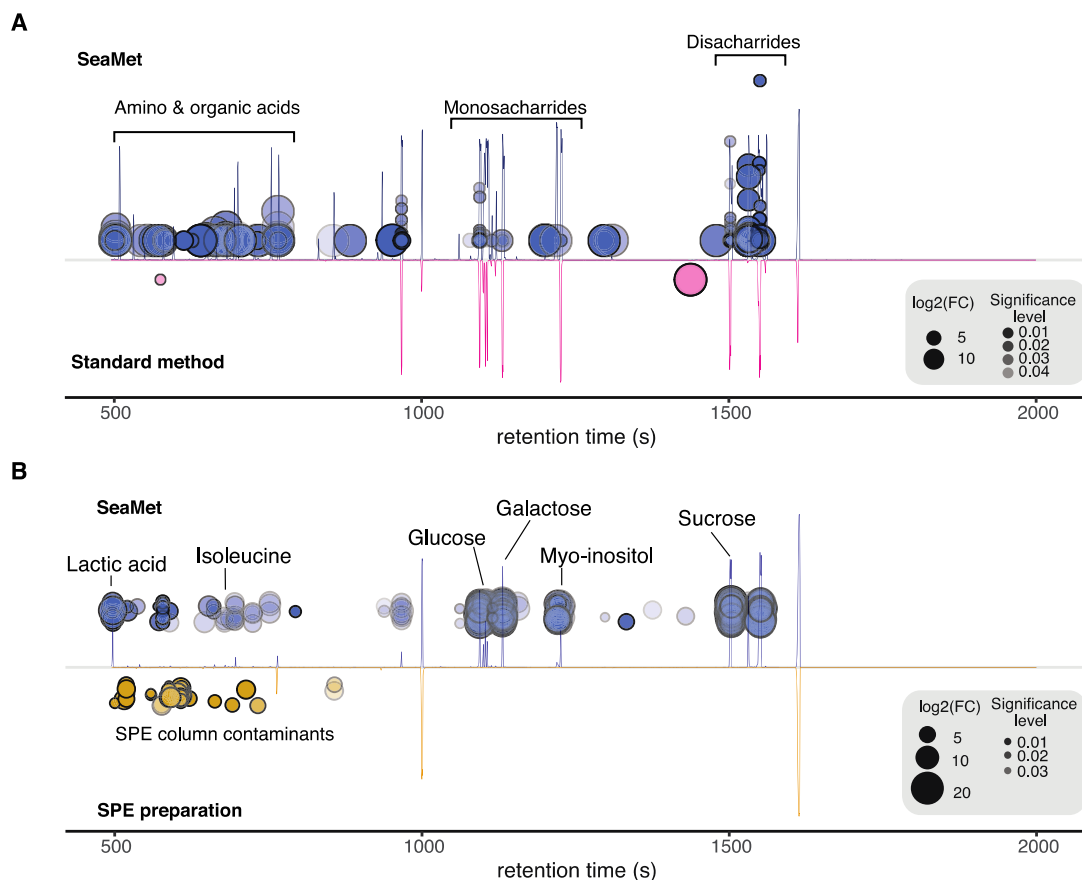 A
SeaMet
Disacharrides
Amino & organic acids
Monosacharrides
log2(FC)
Significance
level
5
10
0.01
0.02
0.03
0.04
Standard method
500
1000
1500
2000
retention time (s)
B
SeaMet
Galactose
Glucose
Sucrose
Lactic acid
Isoleucine
Myo-inositol
SPE column contaminants
log2(FC)
Significance
level
5
10
20
0.01
0.02
0.03
SPE preparation
500
1000
1500
2000
retention time (s)